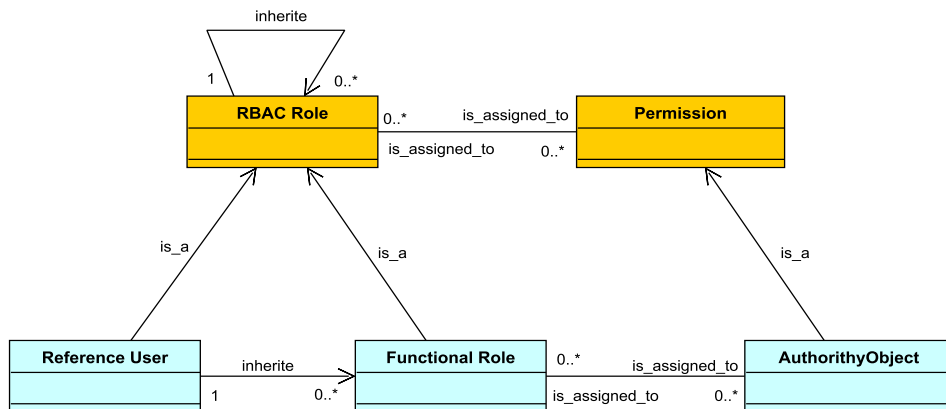 inherite
1
0..*
RBAC Role
0..*
is_assigned_to
is_assigned_to
0..*
Permission
is_a
is_a
is_a
Reference User
inherite
1
0..*
Functional Role
0..*
is_assigned_to
is_assigned_to
0..*
AuthorithyObject